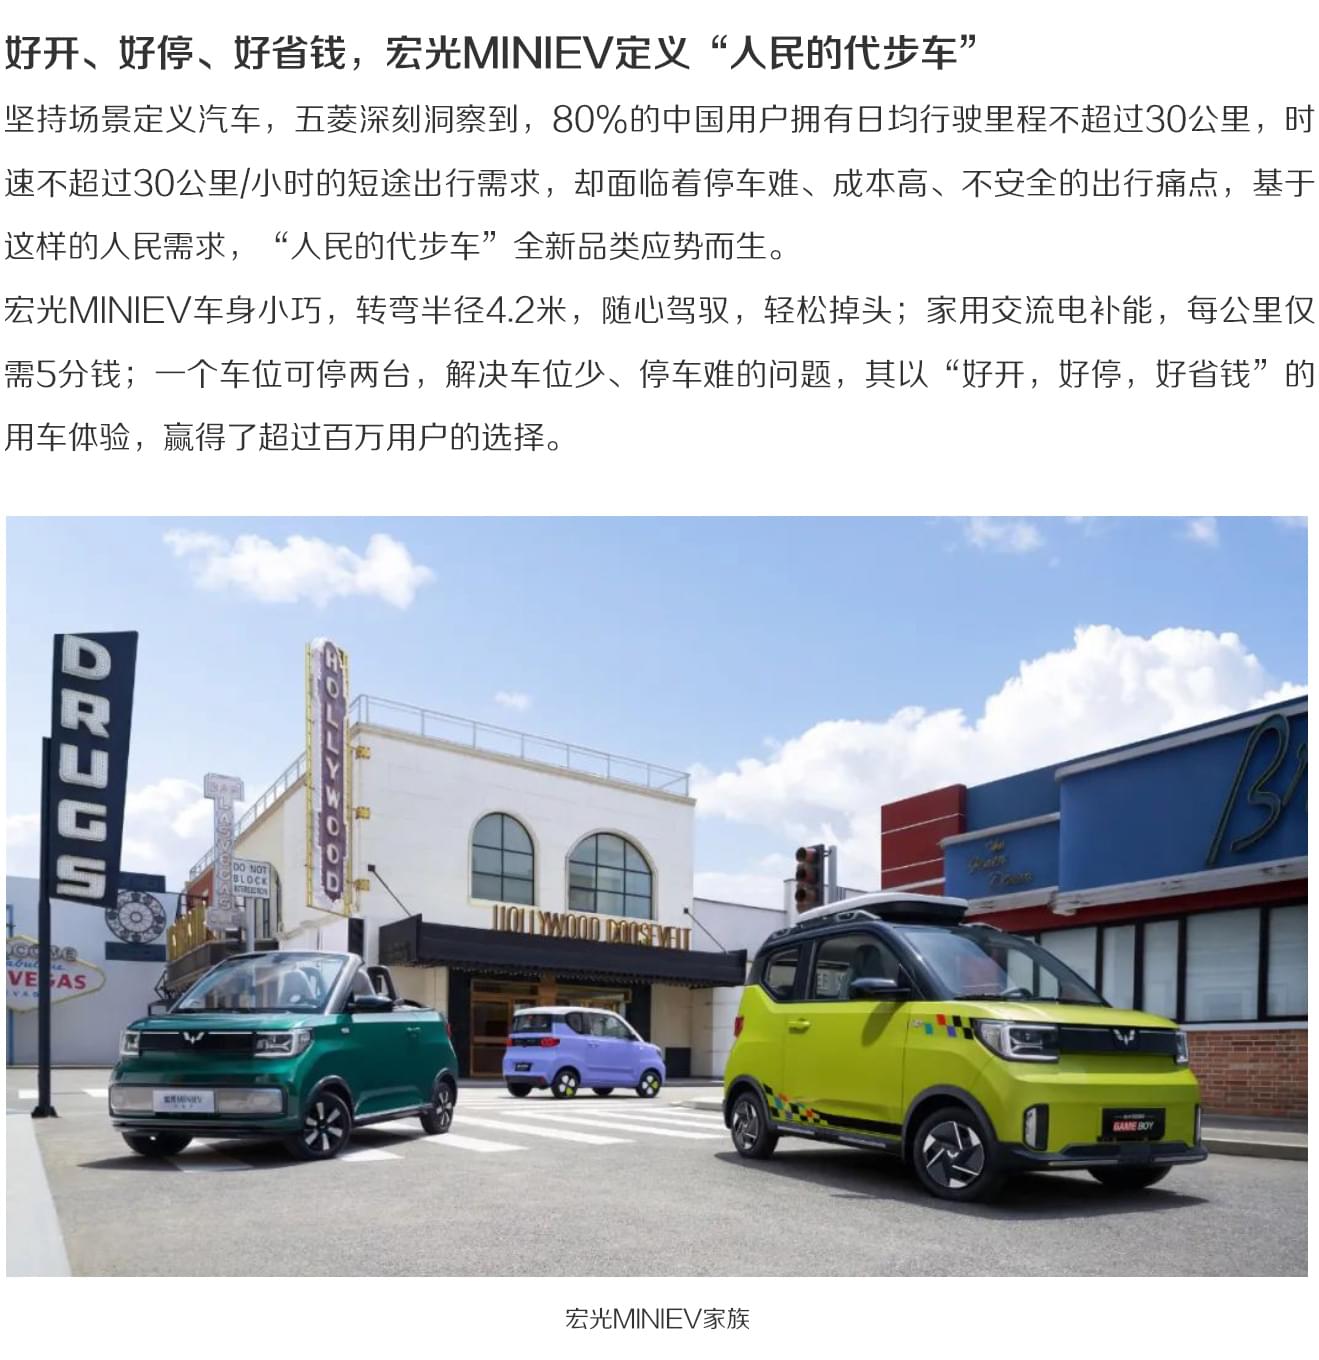 好开、好停、好省钱，宏光MINIEV定义“人民的代步车”
坚持场景定义汽车，五菱深刻洞察到，80%的中国用户拥有日均行驶里程不超过30公里，时
速不超过30公里/小时的短途出行需求，却面临着停车难、成本高、不安全的出行痛点，基于
这样的人民需求，“人民的代步车”全新品类应势而生。
宏光MINIEV车身小巧，转弯半径4.2米，随心驾驭，轻松掉头；家用交流电补能，每公里仅
需5分钱；一个车位可停两台，解决车位少、停车难的问题，其以“好开，好停，好省钱”的
用车体验，赢得了超过百万用户的选择。
DRUGS
HOLLYWOOD
LAS VEGAS
DO NOT
BLOCK
INTERSECTION
HOLLYWOOD ROOSEVELT
The
VEGAS
宏光MINIEV
GAME BOY
宏光MINIEV家族